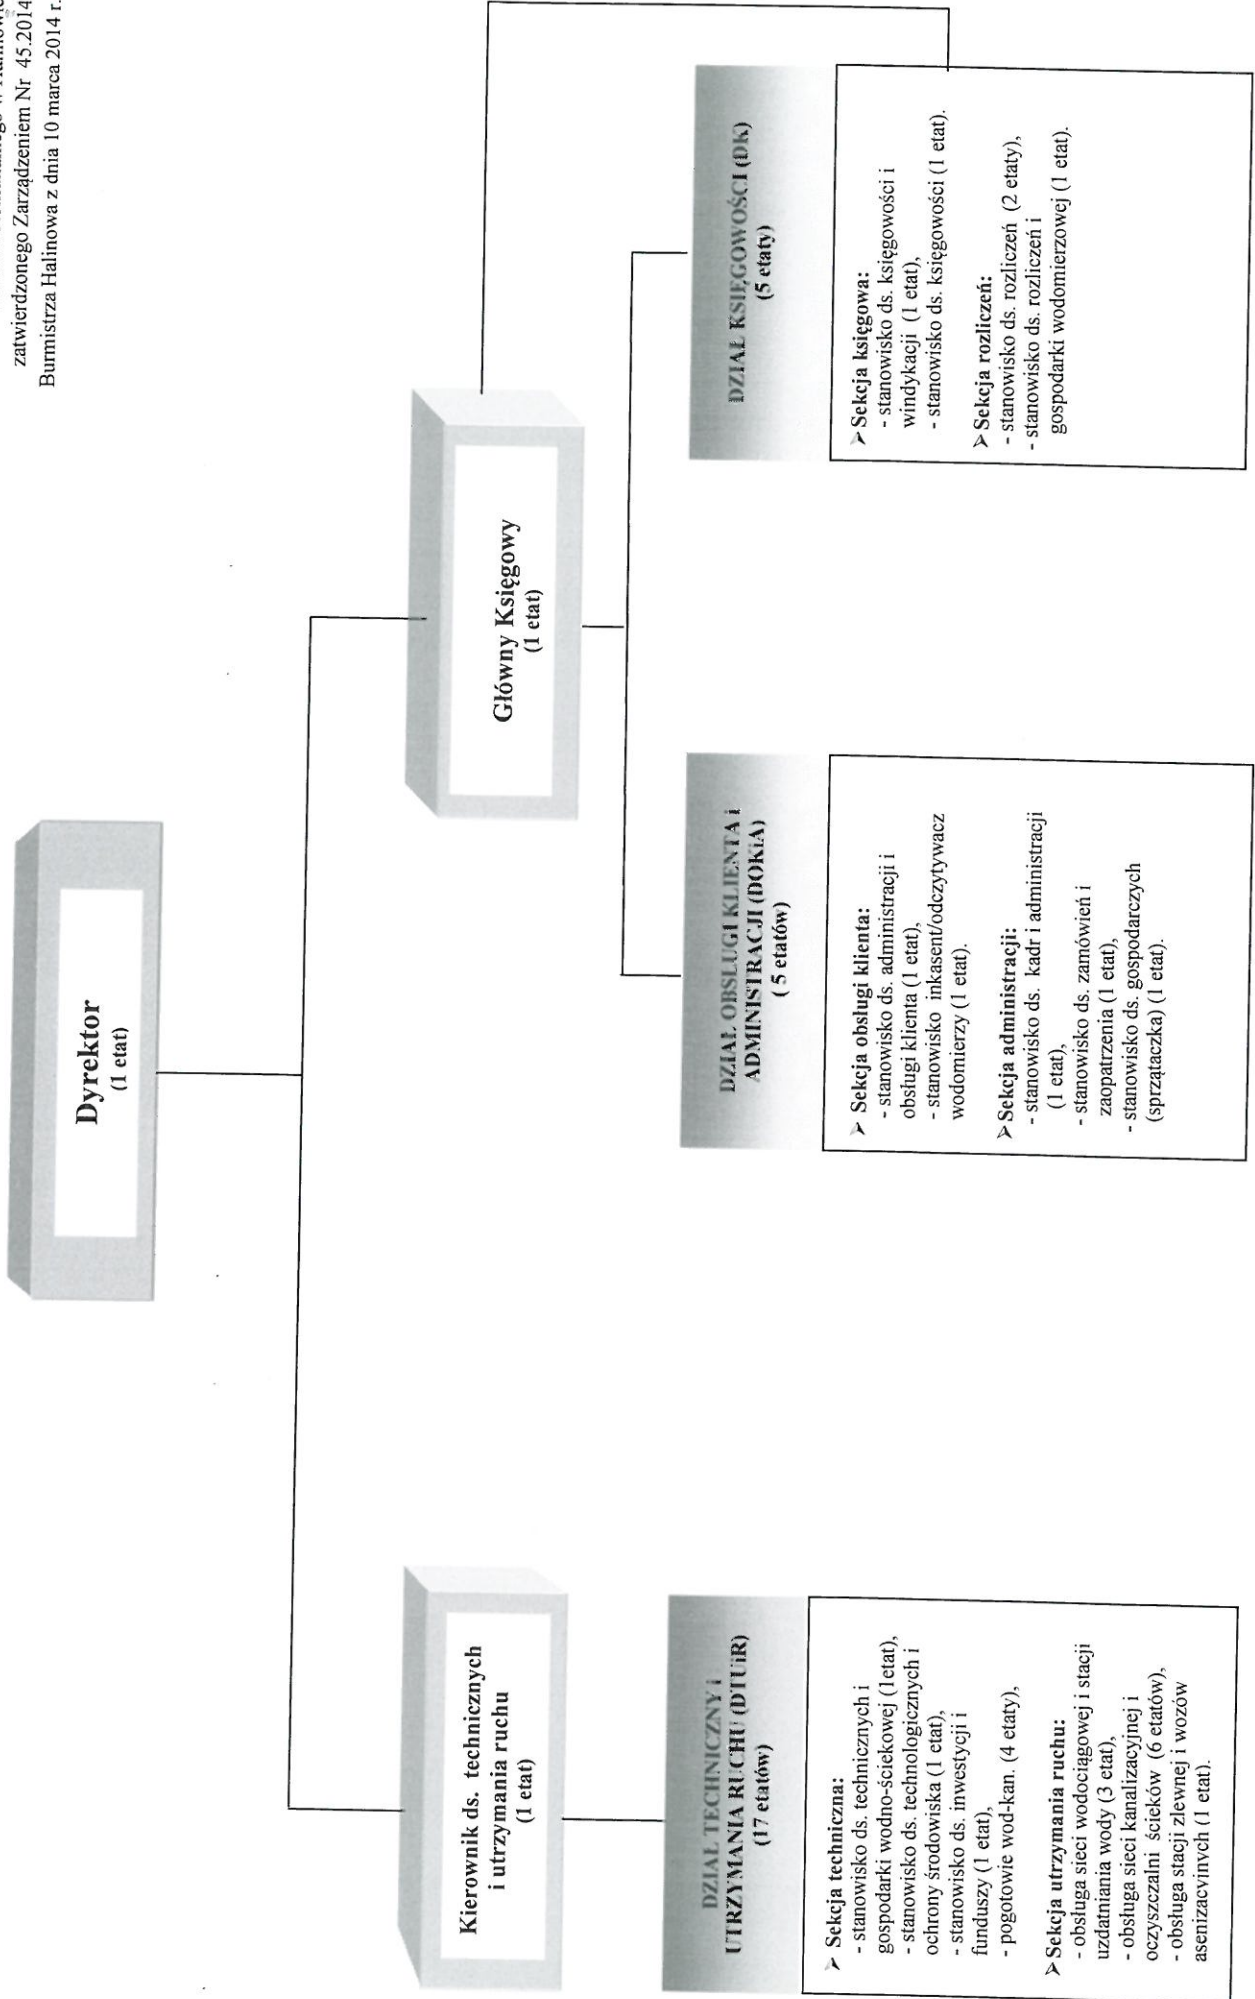 zatwierdzonego Zarządzeniem Nr 45.2014
Burmistrza Halinowa z dnia 10 marca 2014 r.
Dyrektor
(1 etat)
Kierownik ds. technicznych
i utrzymania ruchu
(1 etat)
Główny Księgowy
(1 etat)
DZIAŁ TECHNICZNY i
UTRZYMANIA RUCHU (DTUiR)
(17 etatów)
➢ Sekcja techniczna:
- stanowisko ds. technicznych i
gospodarki wodno-ściekowej (1etat),
- stanowisko ds. technologicznych i
ochrony środowiska (1 etat),
- stanowisko ds. inwestycji i
funduszy (1 etat),
- pogotowie wod-kan. (4 etaty),
➢Sekcja utrzymania ruchu:
- obsługa sieci wodociągowej i stacji
uzdatniania wody (3 etat),
- obsługa sieci kanalizacyjnej i
oczyszczalni ścieków (6 etatów),
- obsługa stacji zlewnej i wozów
asenizacyjnych (1 etat).
DZIAŁ OBSŁUGI KLIENTA i
ADMINISTRACJI (DOKiA)
( 5 etatów)
➢ Sekcja obsługi klienta:
- stanowisko ds. administracji i
obsługi klienta (1 etat),
- stanowisko inkasent/odczytywacz
wodomierzy (1 etat).
➢Sekcja administracji:
- stanowisko ds. kadr i administracji
(1 etat),
- stanowisko ds. zamówień i
zaopatrzenia (1 etat),
- stanowisko ds. gospodarczych
(sprzątaczka) (1 etat).
DZIAŁ KSIĘGOWOŚCI (DK)
(5 etaty)
➢Sekcja księgowa:
- stanowisko ds. księgowości i
windykacji (1 etat),
- stanowisko ds. księgowości (1 etat).
➢Sekcja rozliczeń:
- stanowisko ds. rozliczeń (2 etaty),
- stanowisko ds. rozliczeń i
gospodarki wodomierzowej (1 etat).